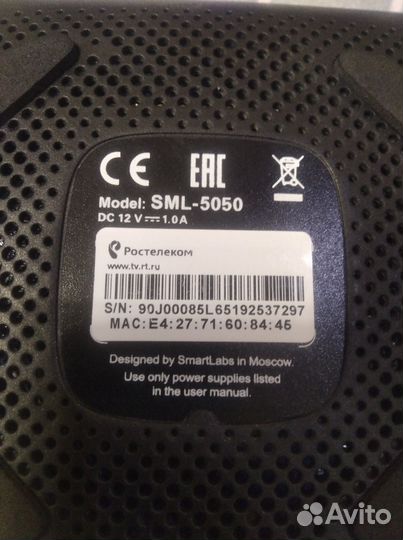 CE EAC
Model: SML-5050
DC 12 V ⎓ 1.0 A
Ростелеком
www.tv.rt.ru
S/N: 90J00085L65192537297
MAC:E4:27:71:60:84:45
Designed by SmartLabs in Moscow.
Use only power supplies listed
in the user manual.
Avito